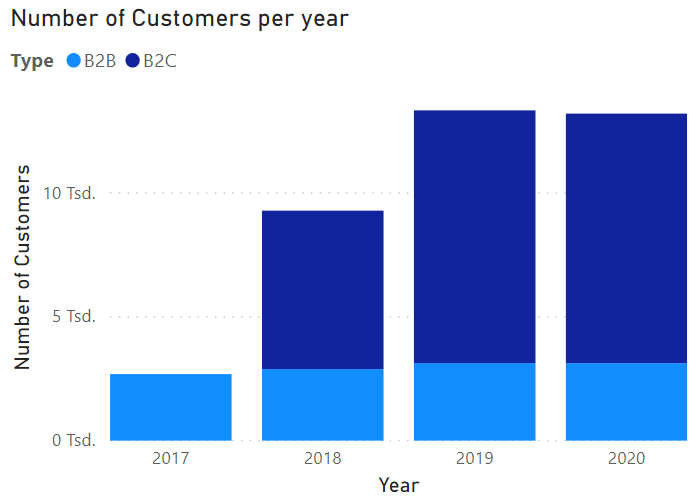 Number of Customers per year
Type B2B B2C
Number of Customers
10 Tsd.
5 Tsd.
0 Tsd.
2017 2018 2019 2020
Year